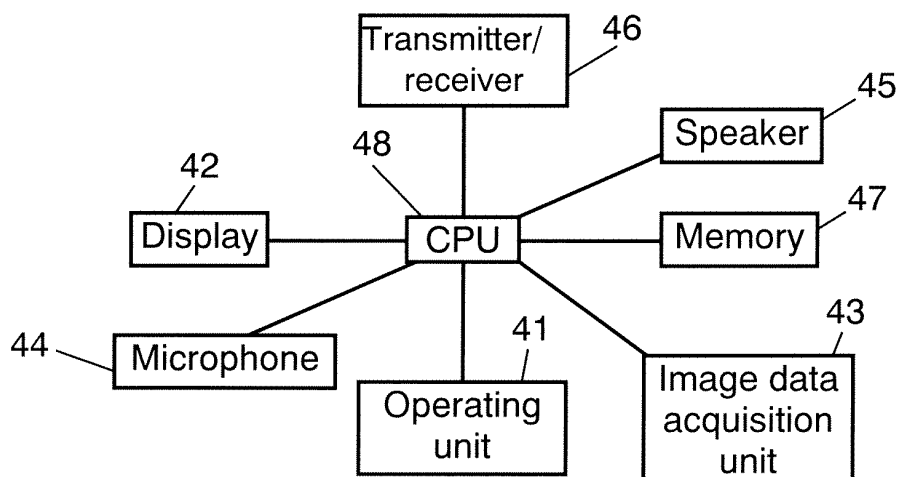 Transmitter/
receiver
46
45
Speaker
48
42
47
Display
CPU
Memory
41
43
44
Microphone
Operating
unit
Image data
acquisition
unit